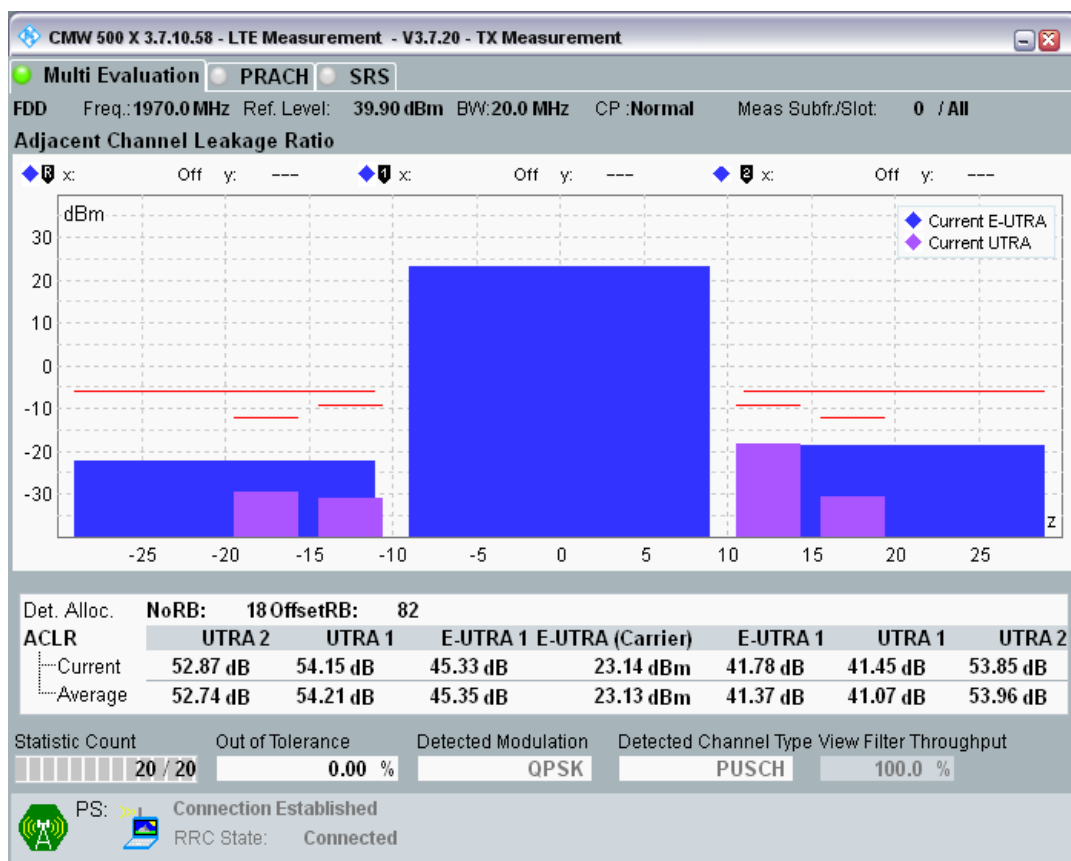 CMW 500 X 3.7.10.58 - LTE Measurement - V3.7.20 - TX Measurement
Multi Evaluation PRACH SRS
FDD Freq.: 1970.0 MHz Ref. Level: 39.90 dBm BW: 20.0 MHz CP : Normal Meas Subfr./Slot: 0 / All
Adjacent Channel Leakage Ratio
R x: Off y: --- 1 x: Off y: --- 2 x: Off y: ---
dBm
Current E-UTRA
Current UTRA
30
20
10
0
-10
-20
-30
z
-25 -20 -15 -10 -5 0 5 10 15 20 25
Det. Alloc. NoRB: 18 OffsetRB: 82
ACLR UTRA 2 UTRA 1 E-UTRA 1 E-UTRA (Carrier) E-UTRA 1 UTRA 1 UTRA 2
Current 52.87 dB 54.15 dB 45.33 dB 23.14 dBm 41.78 dB 41.45 dB 53.85 dB
Average 52.74 dB 54.21 dB 45.35 dB 23.13 dBm 41.37 dB 41.07 dB 53.96 dB
Statistic Count Out of Tolerance Detected Modulation Detected Channel Type View Filter Throughput
20 / 20 0.00 % QPSK PUSCH 100.0 %
PS: Connection Established
RRC State: Connected